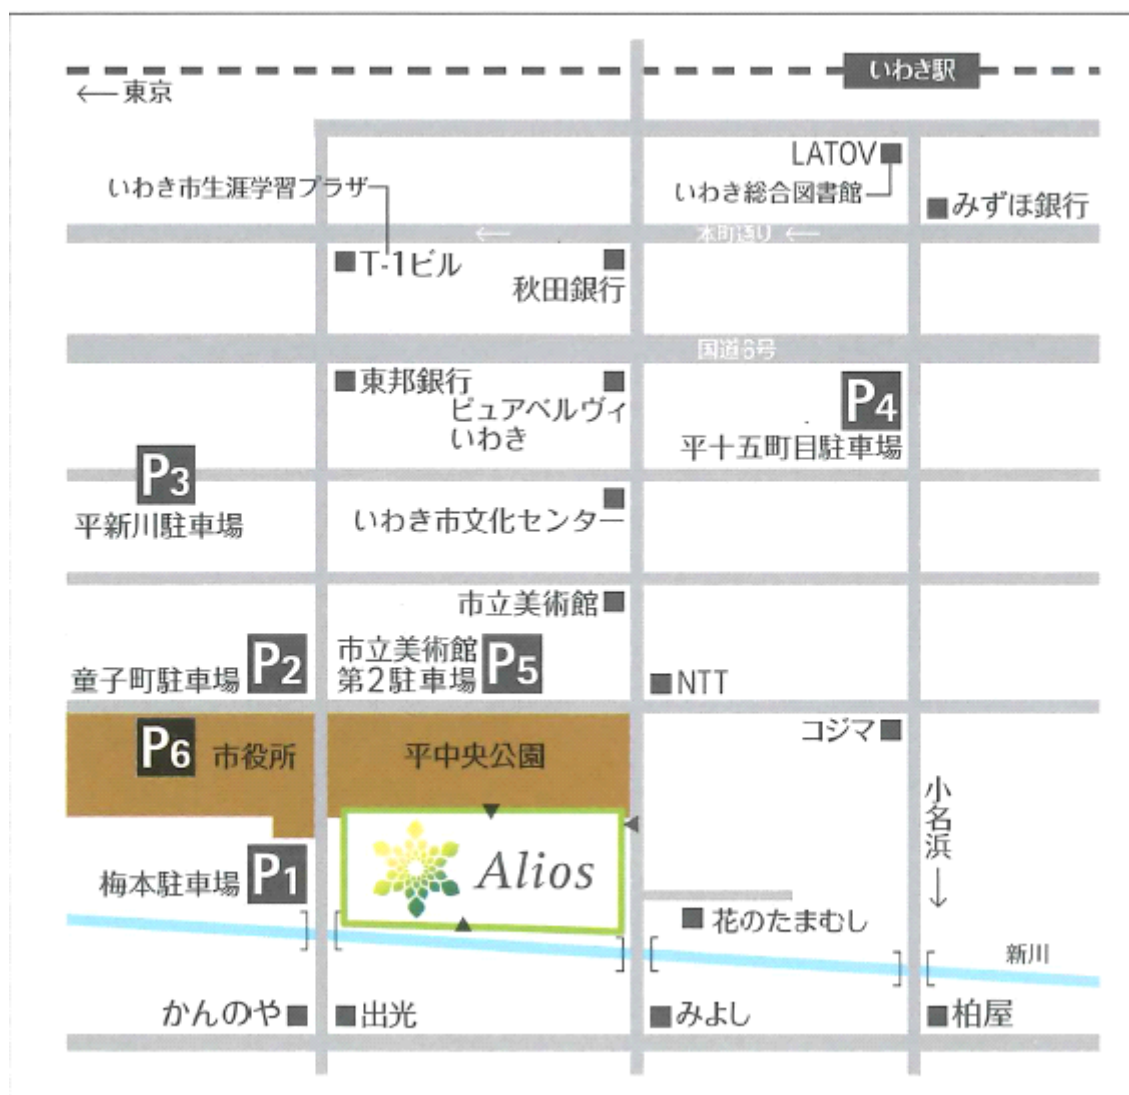 いわき駅
←東京
LATOV
いわき市生涯学習プラザ
いわき総合図書館
みずほ銀行
← 本町通り ←
T-1ビル
秋田銀行
国道6号
東邦銀行
ピュアベルヴィ
いわき
P4
平十五町目駐車場
P3
平新川駐車場
いわき市文化センター
市立美術館
P2
童子町駐車場
市立美術館
第2駐車場
P5
NTT
P6
市役所
平中央公園
コジマ
小名浜
↓
Alios
梅本駐車場
P1
花のたまむし
新川
かんのや
出光
みよし
柏屋